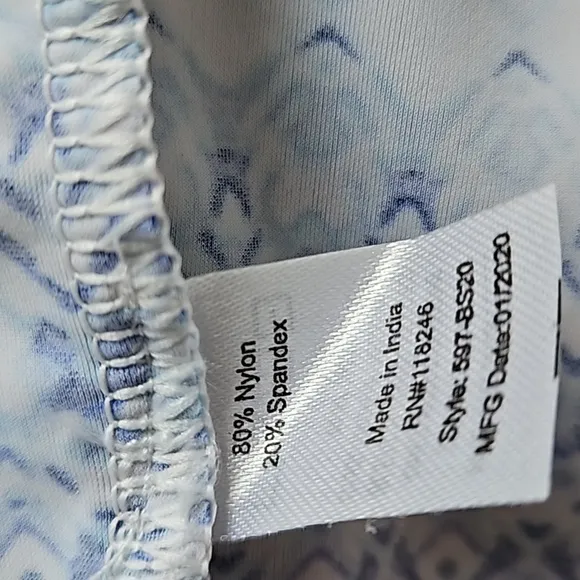 80% Nylon
20% Spandex
Made in India
RN#118246
Style: 597-BS20
MFG Date:01/2020